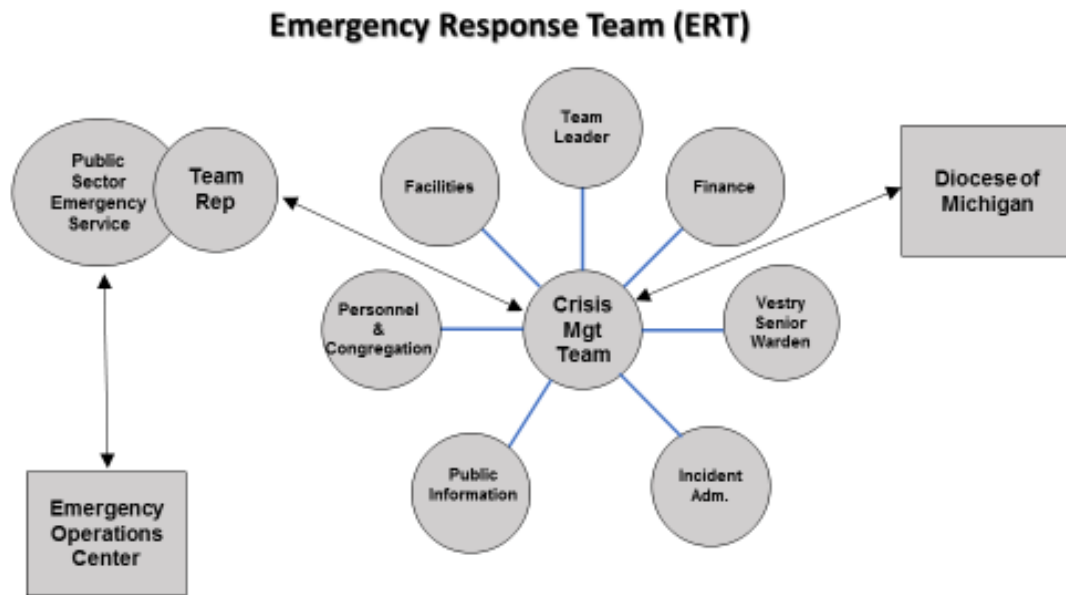 Emergency Response Team (ERT)
Public
Sector
Emergency
Service
Team
Rep
Facilities
Team
Leader
Finance
Diocese of
Michigan
Personnel
&
Congregation
Crisis
Mgt
Team
Vestry
Senior
Warden
Public
Information
Incident
Adm.
Emergency
Operations
Center